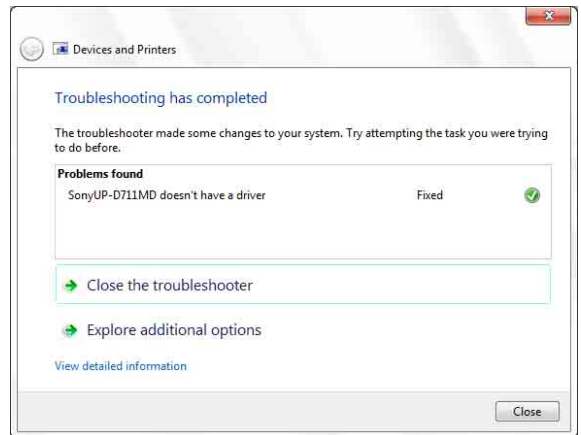 Devices and Printers
Troubleshooting has completed
The troubleshooter made some changes to your system. Try attempting the task you were trying
to do before.
Problems found
SonyUP-D711MD doesn't have a driver Fixed
Close the troubleshooter
Explore additional options
View detailed information
Close